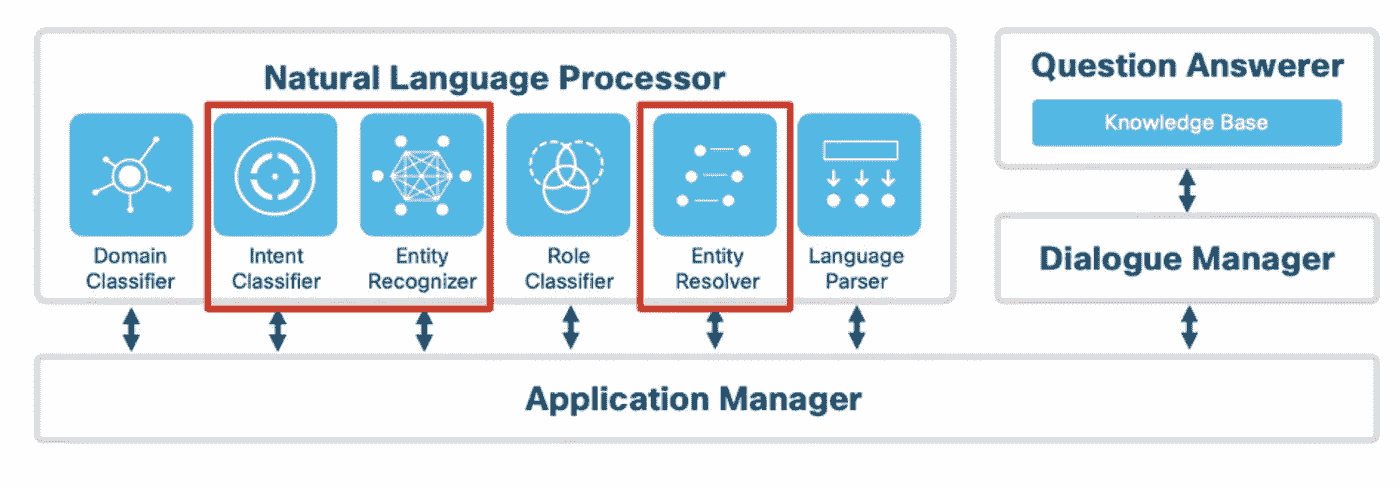 Natural Language Processor
Domain
Classifier
Intent
Classifier
Entity
Recognizer
Role
Classifier
Entity
Resolver
Language
Parser
Question Answerer
Knowledge Base
Dialogue Manager
Application Manager